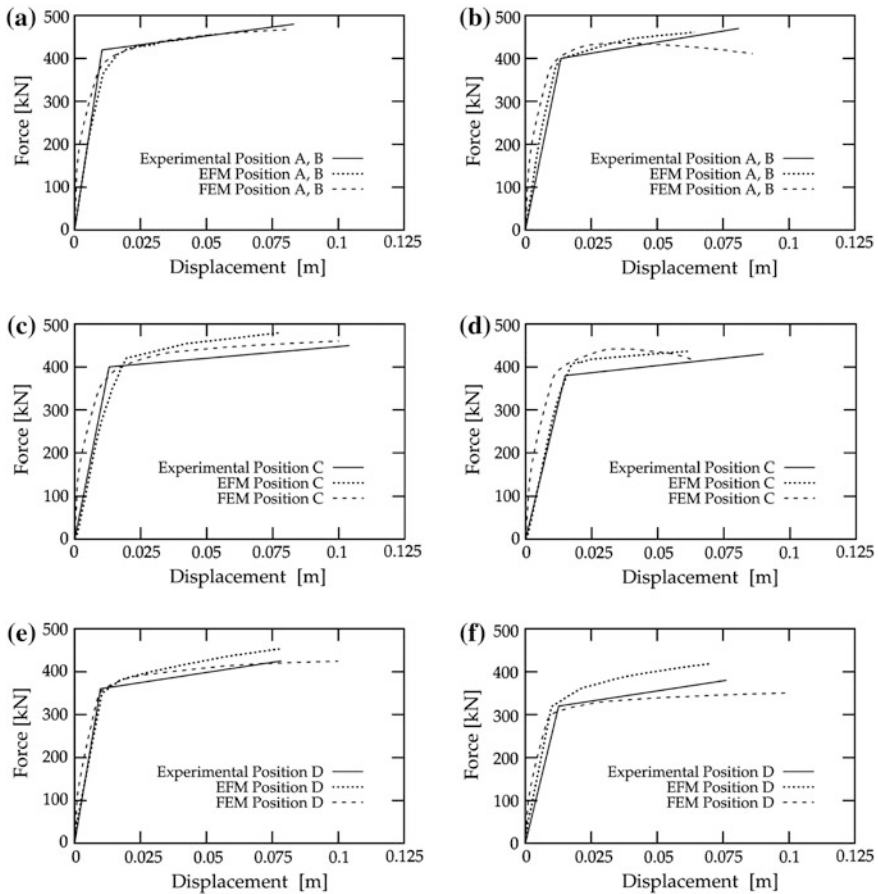 (a)
500
400
300
200
100
0
Force [kN]
Experimental Position A, B
EFM Position A, B
FEM Position A, B
0 0.025 0.05 0.075 0.1 0.125
Displacement [m]
(b)
500
400
300
200
100
0
Force [kN]
Experimental Position A, B
EFM Position A, B
FEM Position A, B
0 0.025 0.05 0.075 0.1 0.125
Displacement [m]
(c)
500
400
300
200
100
0
Force [kN]
Experimental Position C
EFM Position C
FEM Position C
0 0.025 0.05 0.075 0.1 0.125
Displacement [m]
(d)
500
400
300
200
100
0
Force [kN]
Experimental Position C
EFM Position C
FEM Position C
0 0.025 0.05 0.075 0.1 0.125
Displacement [m]
(e)
500
400
300
200
100
0
Force [kN]
Experimental Position D
EFM Position D
FEM Position D
0 0.025 0.05 0.075 0.1 0.125
Displacement [m]
(f)
500
400
300
200
100
0
Force [kN]
Experimental Position D
EFM Position D
FEM Position D
0 0.025 0.05 0.075 0.1 0.125
Displacement [m]